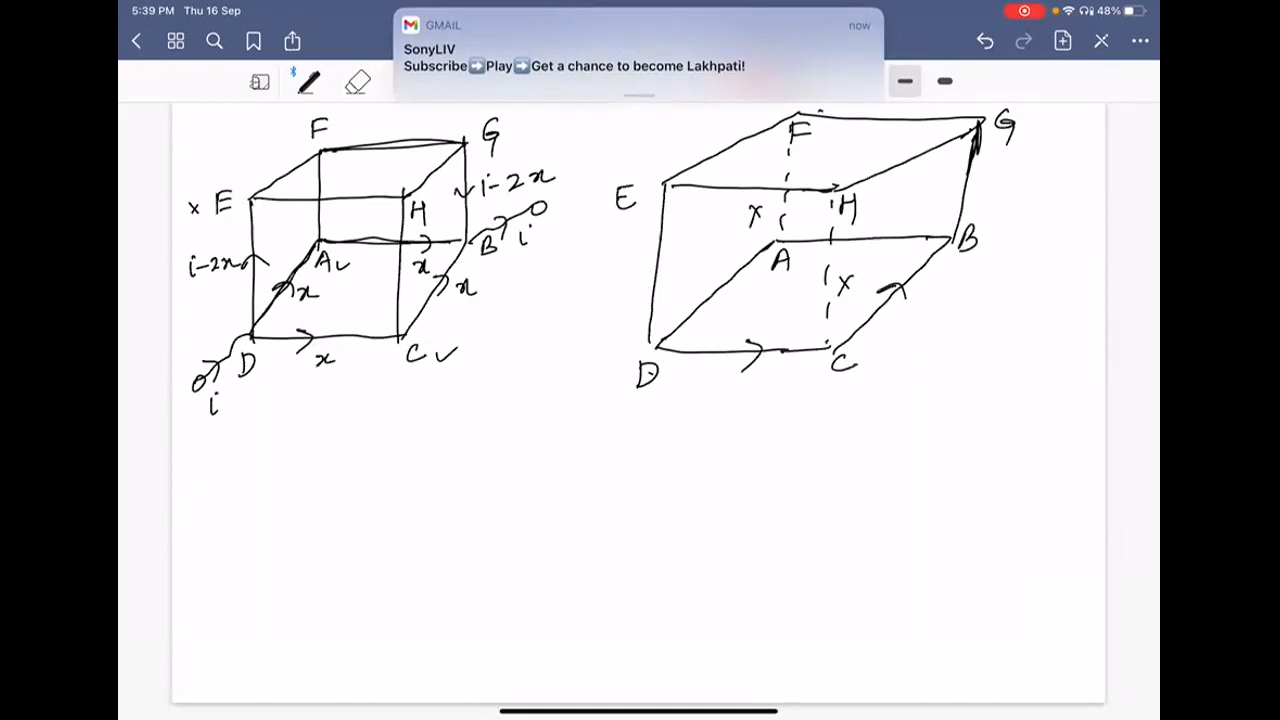 5:39 PM Thu 16 Sep
48%
GMAIL
now
SonyLIV
Subscribe➡️Play➡️Get a chance to become Lakhpati!
F
G
i-2x
x E
H
B
i
i-2x
A
x
x
x
D
x
C
i
F
G
E
x
H
A
B
x
D
C